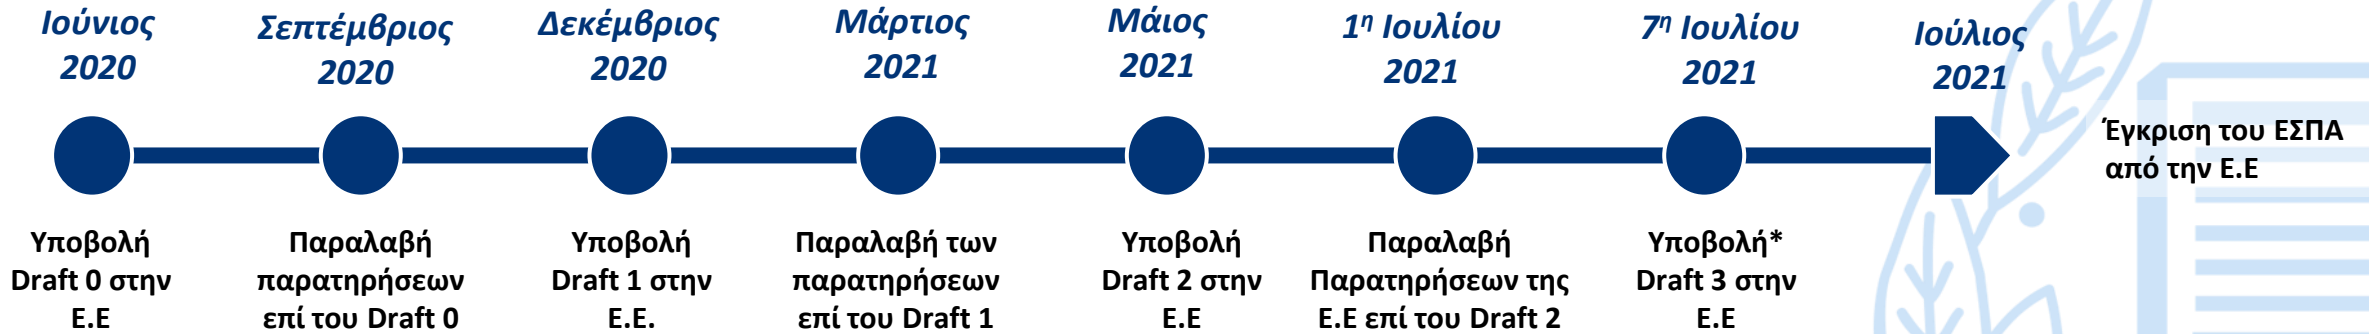 Ιούνιος
2020
Σεπτέμβριος
2020
Δεκέμβριος
2020
Μάρτιος
2021
Μάιος
2021
1η Ιουλίου
2021
7η Ιουλίου
2021
Ιούλιος
2021
Έγκριση του ΕΣΠΑ
από την Ε.Ε
Υποβολή
Draft 0 στην
Ε.Ε
Παραλαβή
παρατηρήσεων
επί του Draft 0
Υποβολή
Draft 1 στην
Ε.Ε.
Παραλαβή των
παρατηρήσεων
επί του Draft 1
Υποβολή
Draft 2 στην
Ε.Ε
Παραλαβή
Παρατηρήσεων της
Ε.Ε επί του Draft 2
Υποβολή*
Draft 3 στην
Ε.Ε